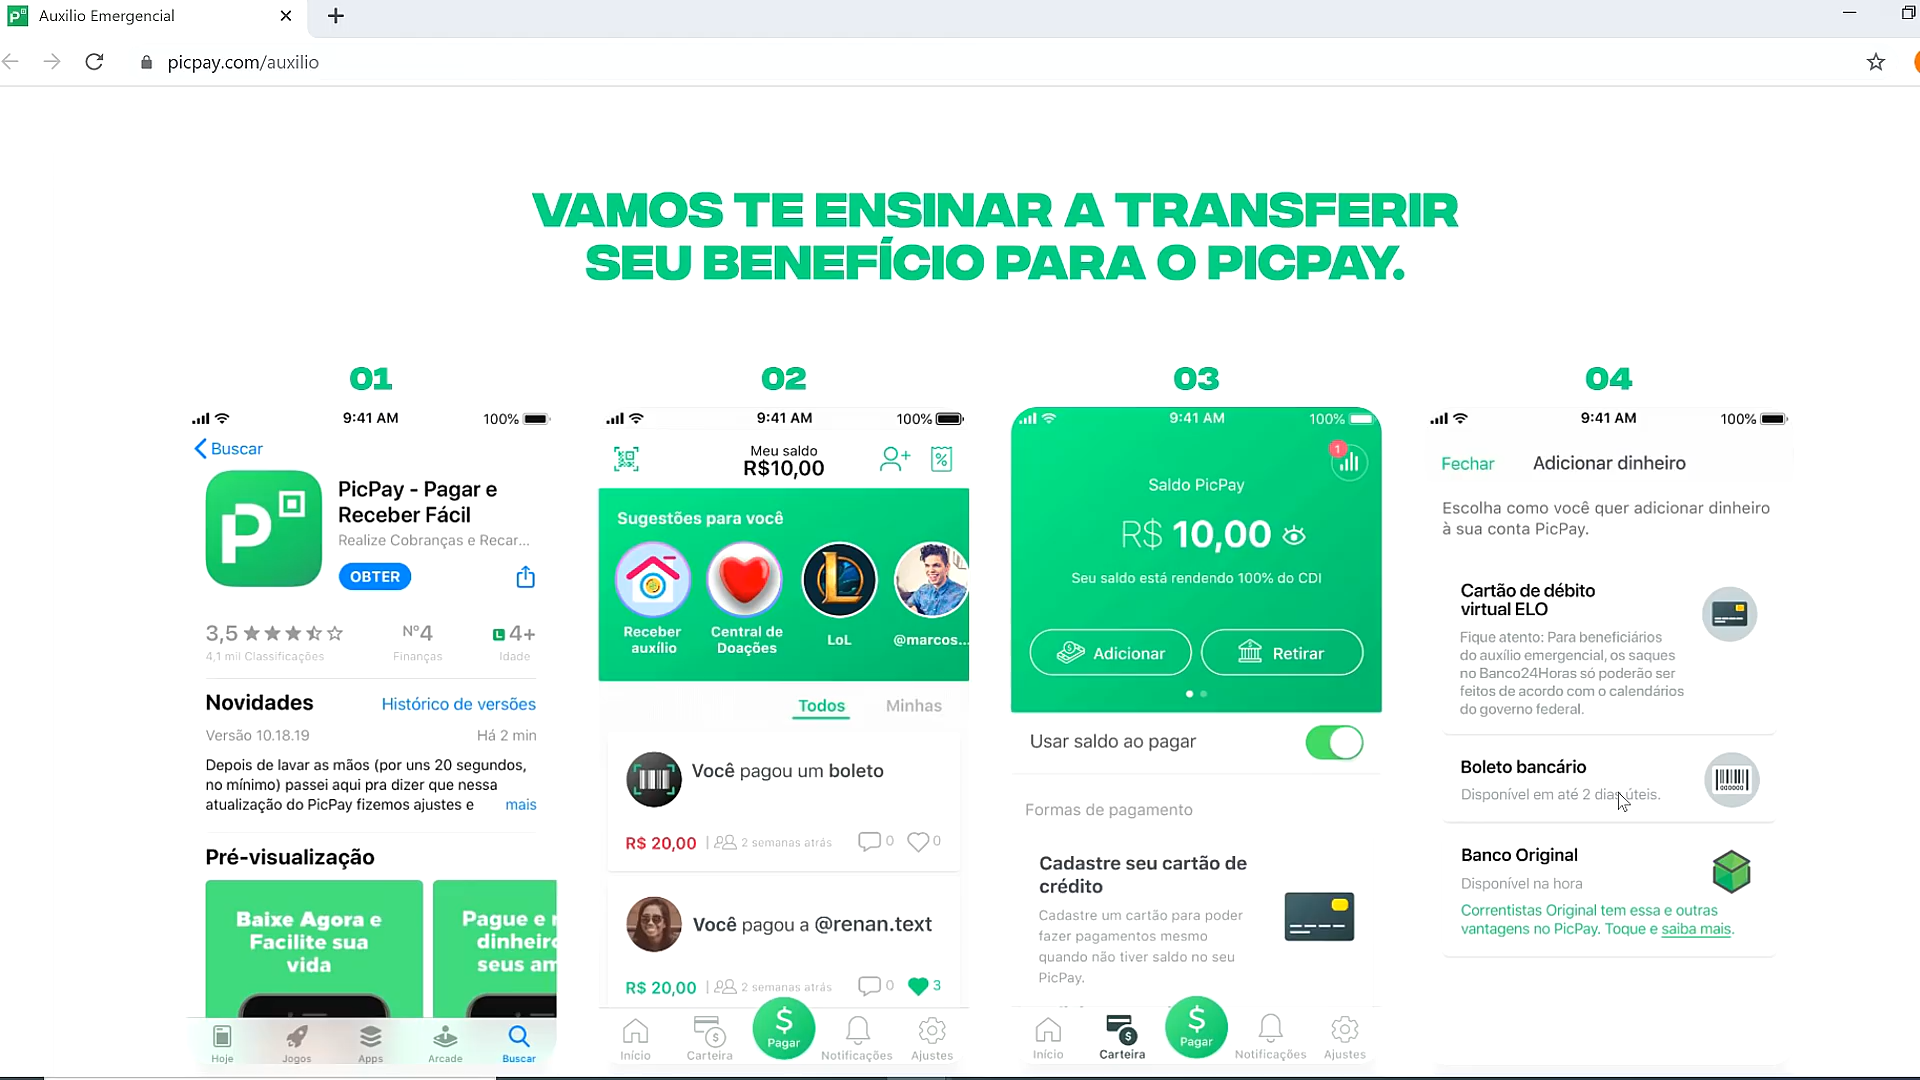 Auxilio Emergencial
picpay.com/auxilio
VAMOS TE ENSINAR A TRANSFERIR
SEU BENEFÍCIO PARA O PICPAY.
01
9:41 AM
100%
Buscar
PicPay - Pagar e
Receber Fácil
Realize Cobranças e Recar...
OBTER
3,5
4,1 mil Classificações
N°4
Finanças
L 4+
Idade
Novidades
Histórico de versões
Versão 10.18.19
Há 2 min
Depois de lavar as mãos (por uns 20 segundos,
no mínimo) passei aqui pra dizer que nessa
atualização do PicPay fizemos ajustes e
mais
Pré-visualização
Baixe Agora e
Facilite sua
vida
Pague e
dinheiro
seus
Hoje
Jogos
Apps
Arcade
Buscar
02
9:41 AM
100%
Meu saldo
R$10,00
Sugestões para você
Receber
auxílio
Central de
Doações
LoL
@marcos...
Todos
Minhas
Você pagou um boleto
R$ 20,00 | 2 semanas atrás 0 0
Você pagou a @renan.text
R$ 20,00 | 2 semanas atrás 0 3
Início
Carteira
$
Pagar
Notificações
Ajustes
03
9:41 AM
100%
1
Saldo PicPay
R$ 10,00
Seu saldo está rendendo 100% do CDI
Adicionar
Retirar
Usar saldo ao pagar
Formas de pagamento
Cadastre seu cartão de
crédito
Cadastre um cartão para poder
fazer pagamentos mesmo
quando não tiver saldo no seu
PicPay.
Início
Carteira
$
Pagar
Notificações
Ajustes
04
9:41 AM
100%
Fechar
Adicionar dinheiro
Escolha como você quer adicionar dinheiro
à sua conta PicPay.
Cartão de débito
virtual ELO
Fique atento: Para beneficiários
do auxílio emergencial, os saques
no Banco24Horas só poderão ser
feitos de acordo com o calendários
do governo federal.
Boleto bancário
Disponível em até 2 dias úteis.
000000
Banco Original
Disponível na hora
Correntistas Original tem essa e outras
vantagens no PicPay. Toque e saiba mais.